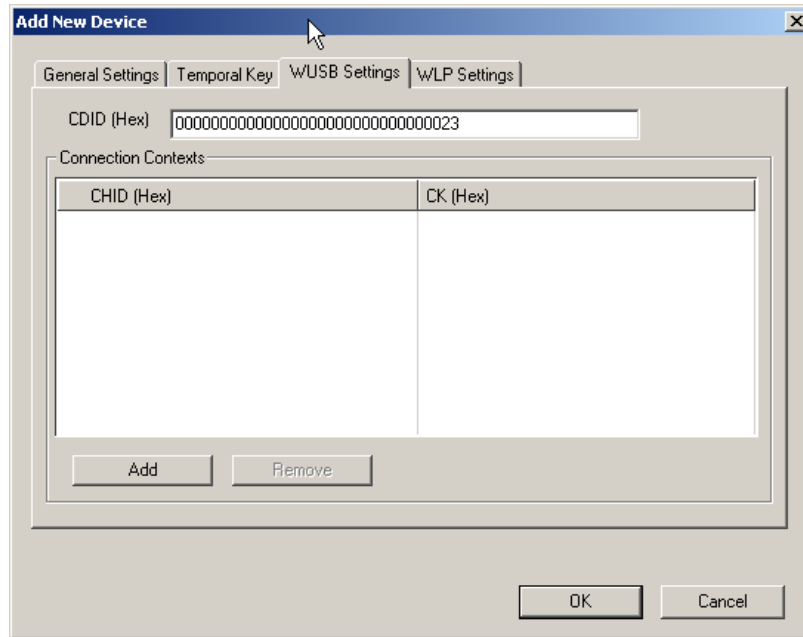 Add New Device
General Settings Temporal Key WUSB Settings WLP Settings
CDID (Hex) 00000000000000000000000000000023
Connection Contexts
CHID (Hex) CK (Hex)
Add Remove
OK Cancel